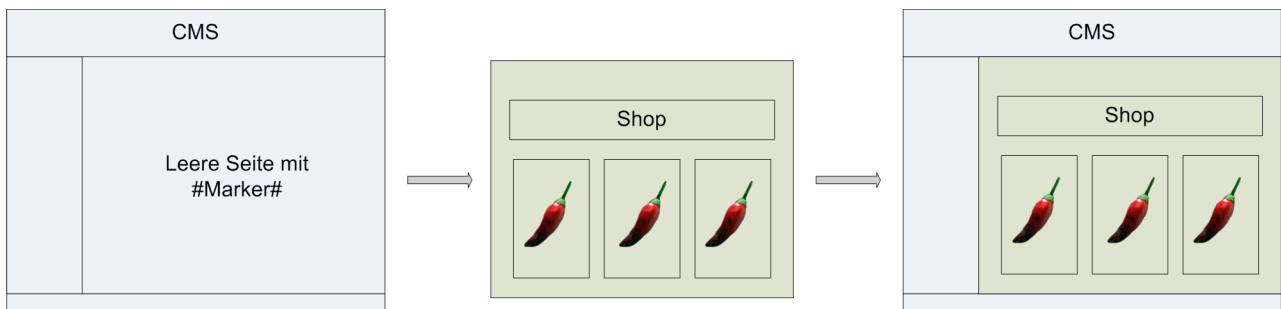 CMS
Leere Seite mit
#Marker#
Shop
CMS
Shop